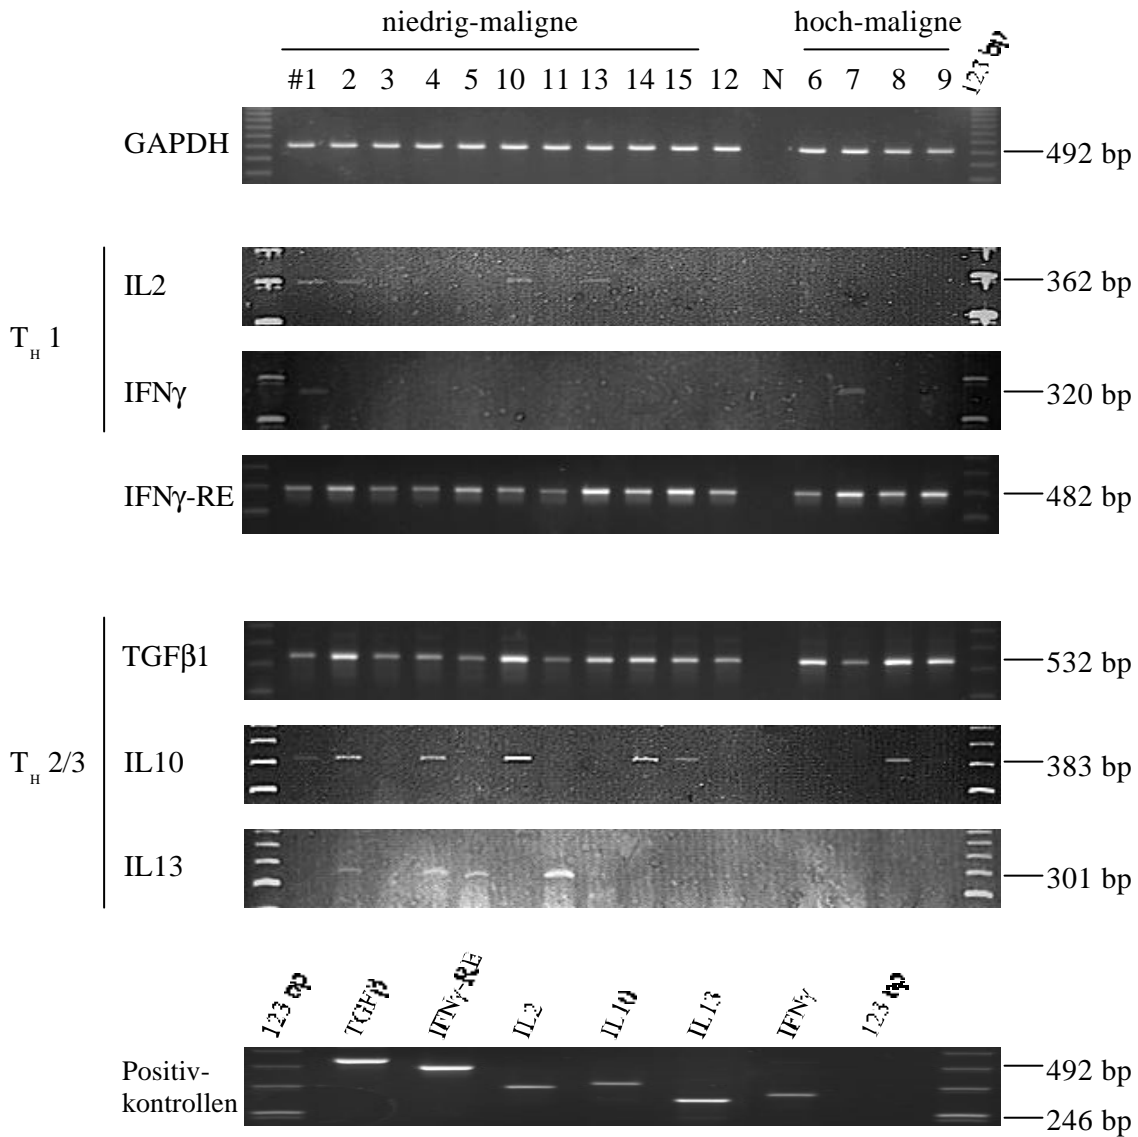 niedrig-maligne hoch-maligne
#1 2 3 4 5 10 11 13 14 15 12 N 6 7 8 9 123 bp
GAPDH 492 bp
T_H 1
IL2 362 bp
IFNγ 320 bp
IFNγ-RE 482 bp
T_H 2/3
TGFβ1 532 bp
IL10 383 bp
IL13 301 bp
123 bp TGFβ IFNγ-RE IL2 IL10 IL13 IFNγ 123 bp
Positiv-
kontrollen
492 bp
246 bp